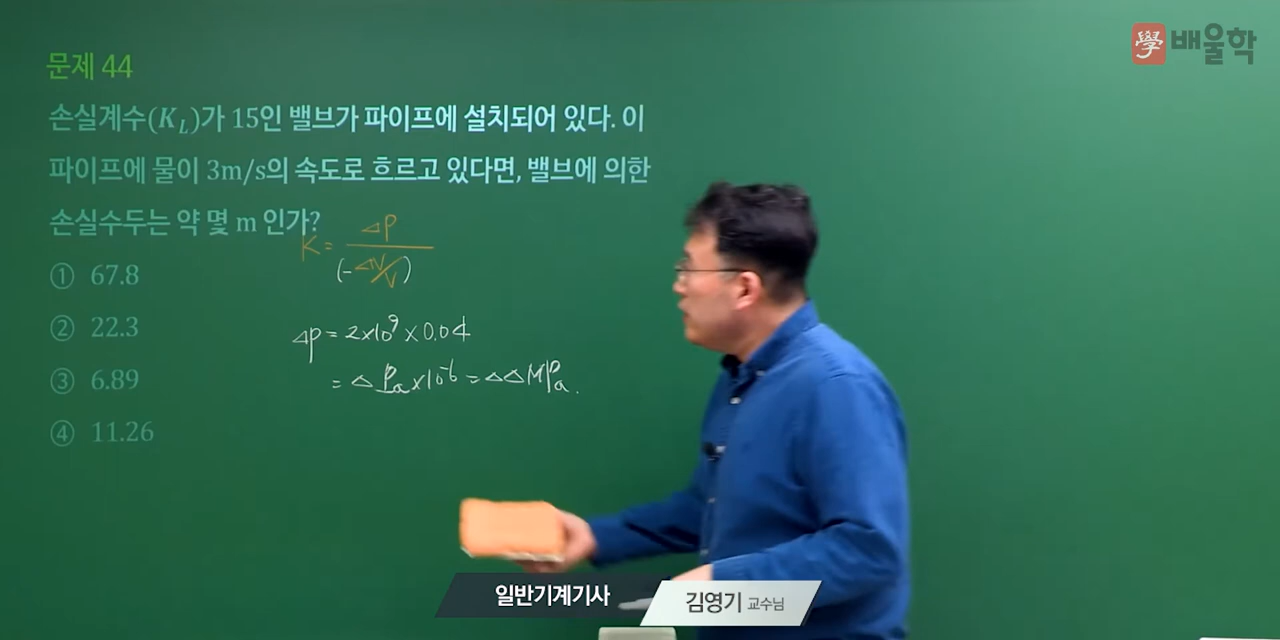 學 배울학
문제 44
손실계수(K_L)가 15인 밸브가 파이프에 설치되어 있다. 이
파이프에 물이 3m/s의 속도로 흐르고 있다면, 밸브에 의한
손실수두는 약 몇 m 인가?
① 67.8
② 22.3
③ 6.89
④ 11.26
K = ΔP / (-ΔV/V)
ΔP = 2×10⁹ × 0.04
= △ Pa×10⁻⁶ = △△MPa.
일반기계기사
김영기 교수님